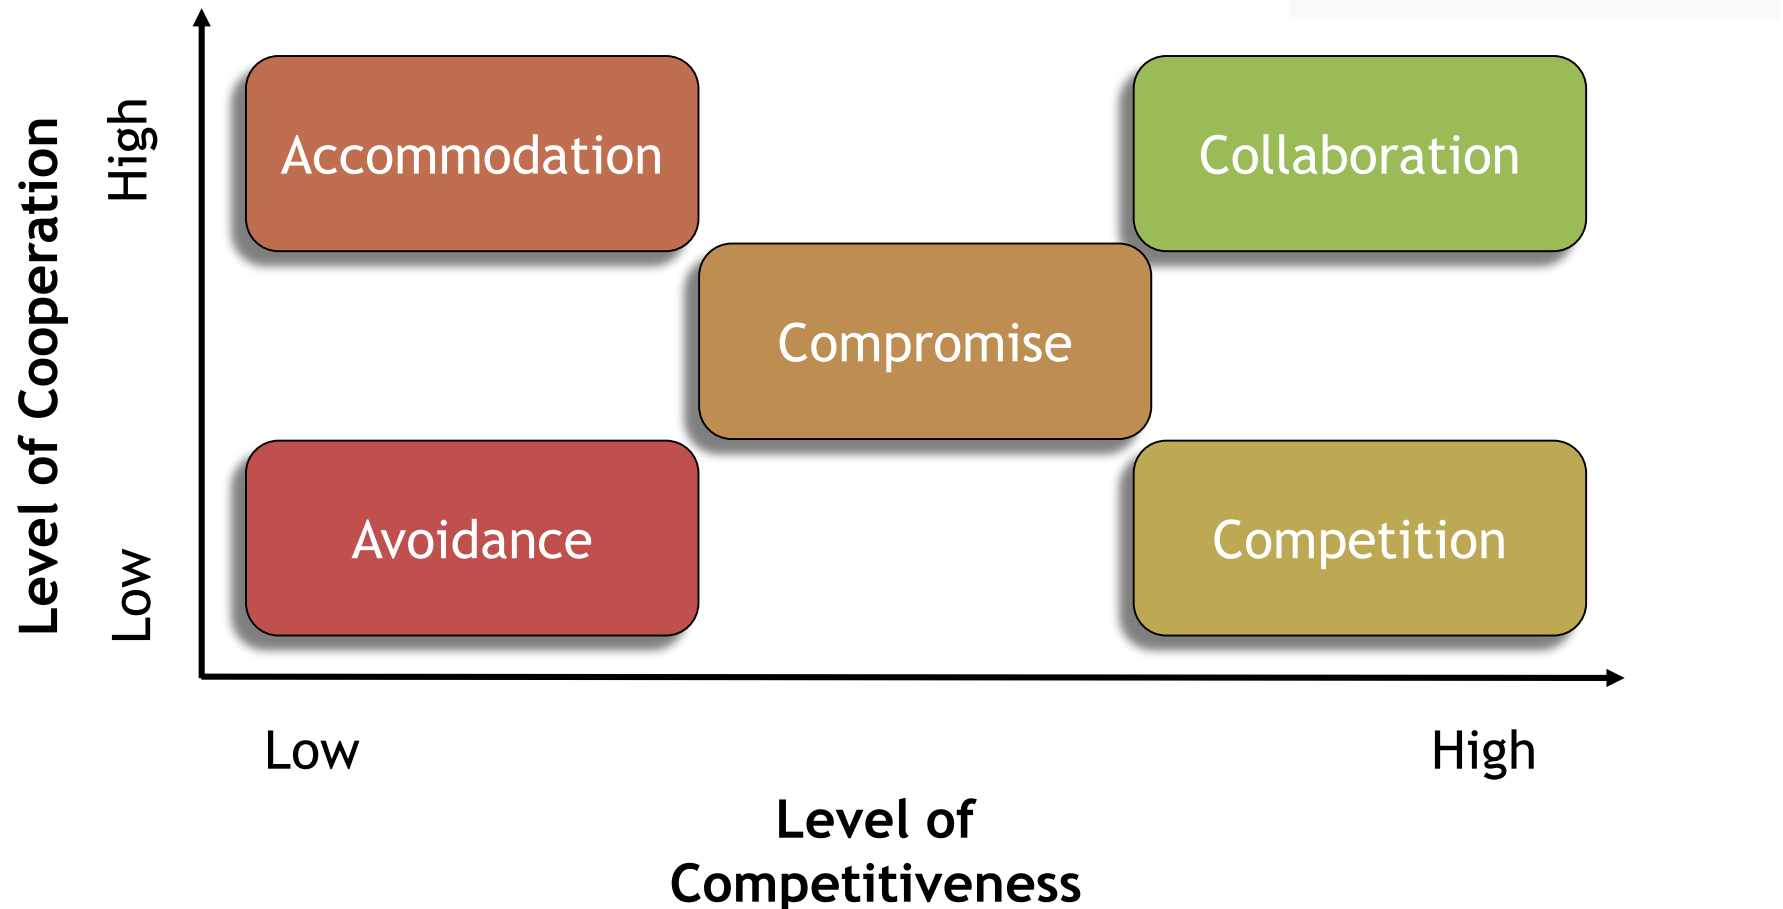 Level of Cooperation
High
Low
Accommodation
Collaboration
Compromise
Avoidance
Competition
Low
High
Level of
Competitiveness